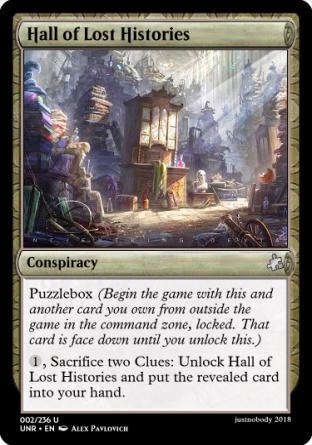 Hall of Lost Histories
Conspiracy
Puzzlebox (Begin the game with this and
another card you own from outside the
game in the command zone, locked. That
card is face down until you unlock this.)
1, Sacrifice two Clues: Unlock Hall of
Lost Histories and put the revealed card
into your hand.
002/236 U
UNR • EN Alex Pavlovich
justnobody 2018